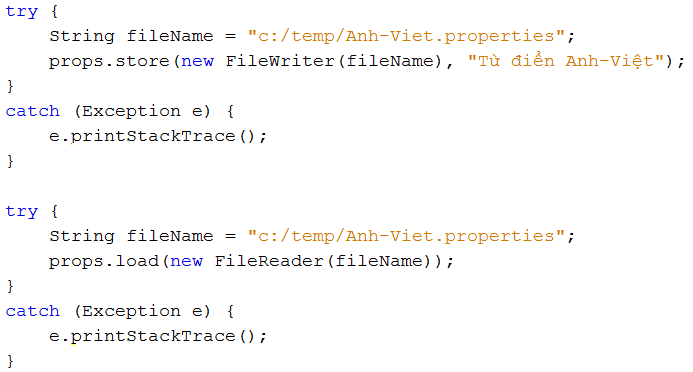 try {
    String fileName = "c:/temp/Anh-Viet.properties";
    props.store(new FileWriter(fileName), "Từ điển Anh-Việt");
}
catch (Exception e) {
    e.printStackTrace();
}

try {
    String fileName = "c:/temp/Anh-Viet.properties";
    props.load(new FileReader(fileName));
}
catch (Exception e) {
    e.printStackTrace();
}